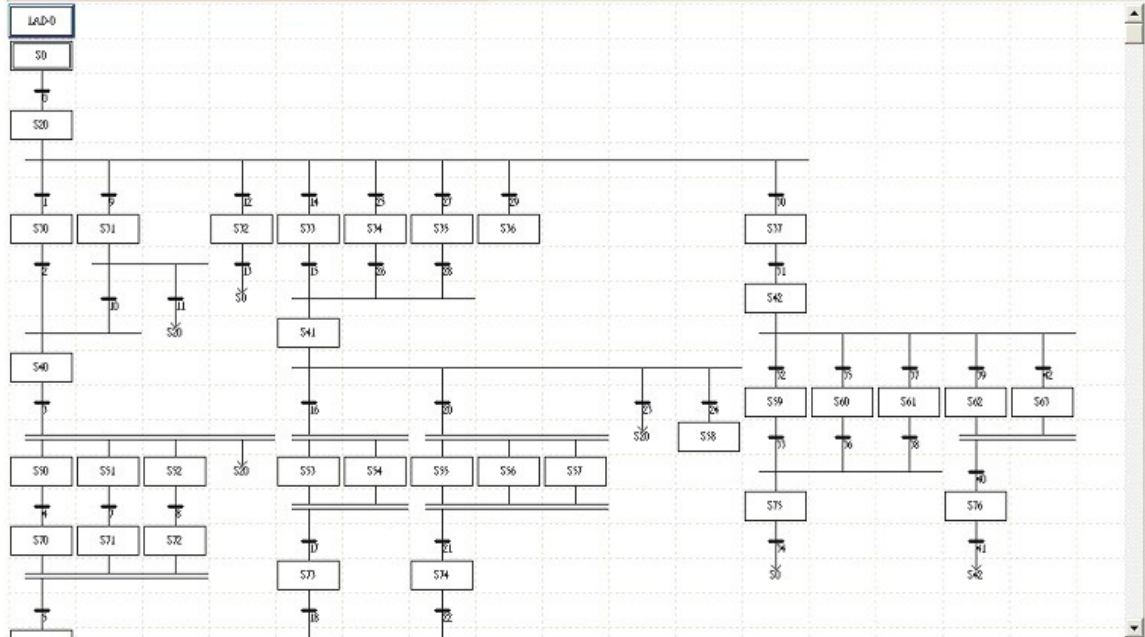 LAD-0
S0
0
S20
1 9 12 14 25 27 29 30
S30 S31 S32 S33 S34 S35 S36 S37
2 13 15 26 28 31
10 11 S0 S42
S20 S41
S40 32 35 37 39 42
3 16 20 23 24 S59 S60 S61 S62 S63
S20 S58 33 36 38
S50 S51 S52 S20 S53 S54 S55 S56 S57 40
4 7 8 S75 S76
S70 S71 S72 17 21 34 41
S73 S74 S0 S42
5 18 22